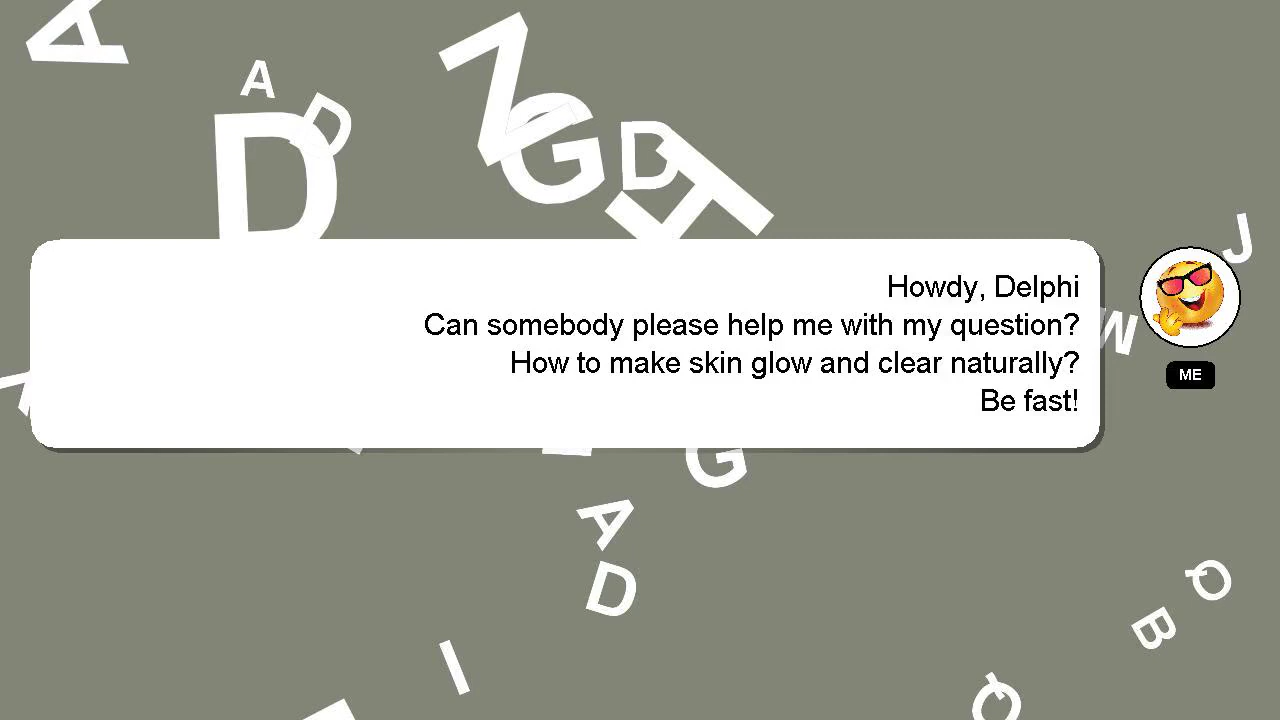 Howdy, Delphi
Can somebody please help me with my question?
How to make skin glow and clear naturally?
Be fast!
ME
A
A
D
D
Z
G
D
H
J
M
G
A
D
I
Q
B
Q